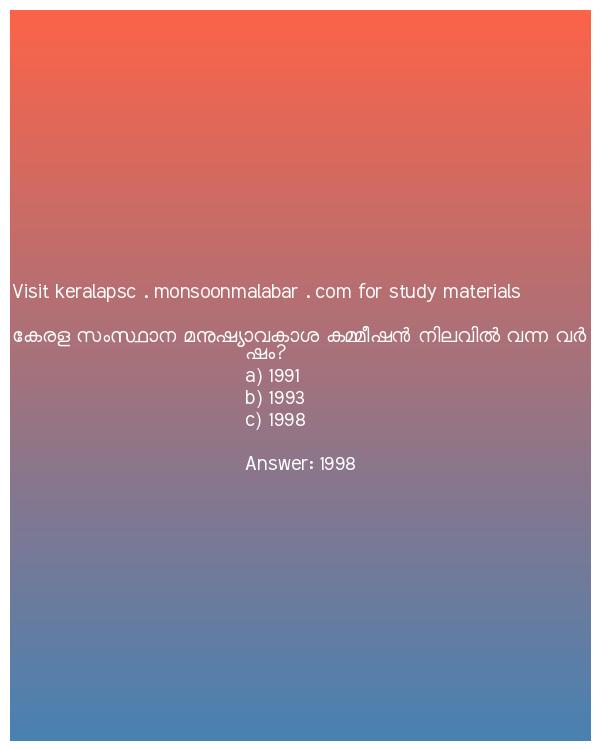 Visit keralapsc . monsoonmalabar . com for study materials
കേരള സംസ്ഥാന മനുഷ്യാവകാശ കമ്മീഷൻ നിലവിൽ വന്ന വർ
ഷം?
a) 1991
b) 1993
c) 1998
Answer: 1998